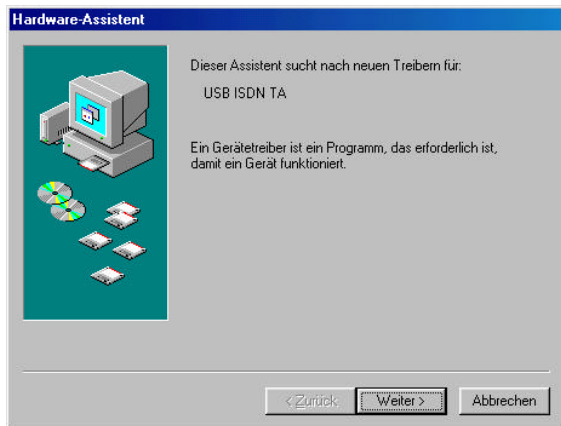 Hardware-Assistent
Dieser Assistent sucht nach neuen Treibern für:
USB ISDN TA
Ein Gerätetreiber ist ein Programm, das erforderlich ist,
damit ein Gerät funktioniert.
< Zurück
Weiter >
Abbrechen